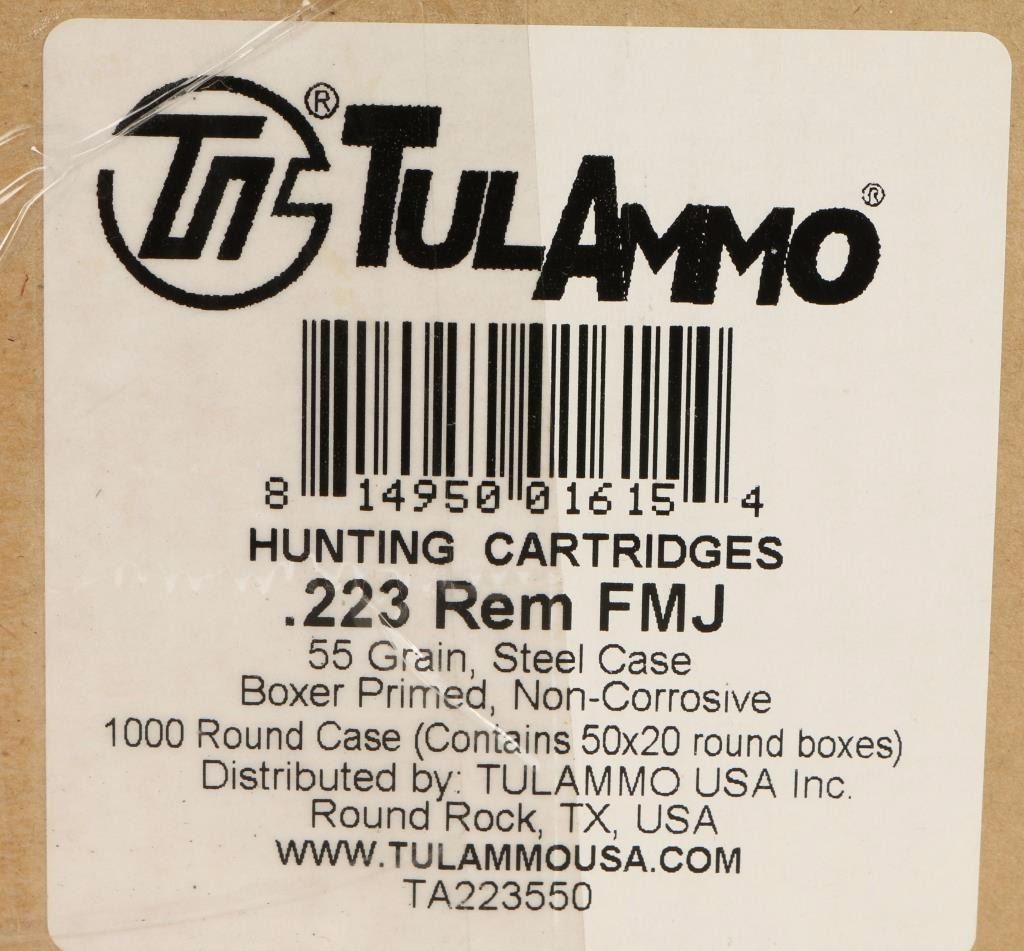 TП ® TULAMMO ®
8 14950 01615 4
HUNTING CARTRIDGES
.223 Rem FMJ
55 Grain, Steel Case
Boxer Primed, Non-Corrosive
1000 Round Case (Contains 50x20 round boxes)
Distributed by: TULAMMO USA Inc.
Round Rock, TX, USA
WWW.TULAMMOUSA.COM
TA223550